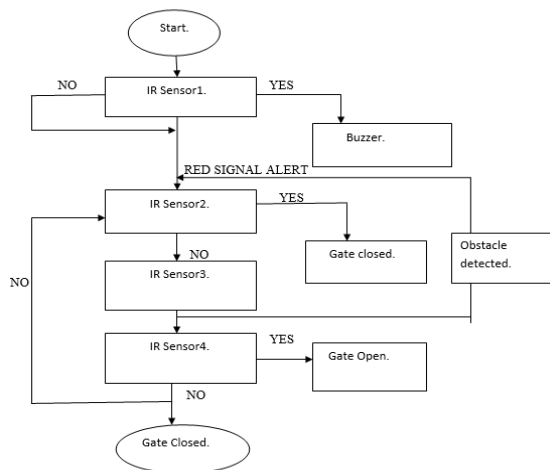 Start.
NO
IR Sensor1.
YES
Buzzer.
RED SIGNAL ALERT
IR Sensor2.
YES
Gate closed.
Obstacle
detected.
NO
NO
IR Sensor3.
IR Sensor4.
YES
Gate Open.
NO
Gate Closed.